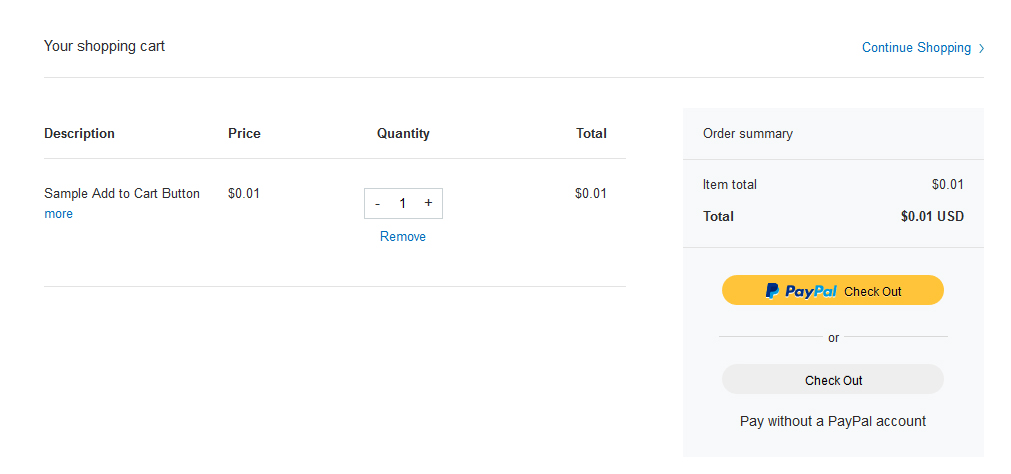 Your shopping cart
Continue Shopping >
Description Price Quantity Total
Sample Add to Cart Button $0.01 - 1 + $0.01
more
Remove
Order summary
Item total $0.01
Total $0.01 USD
PayPal Check Out
or
Check Out
Pay without a PayPal account